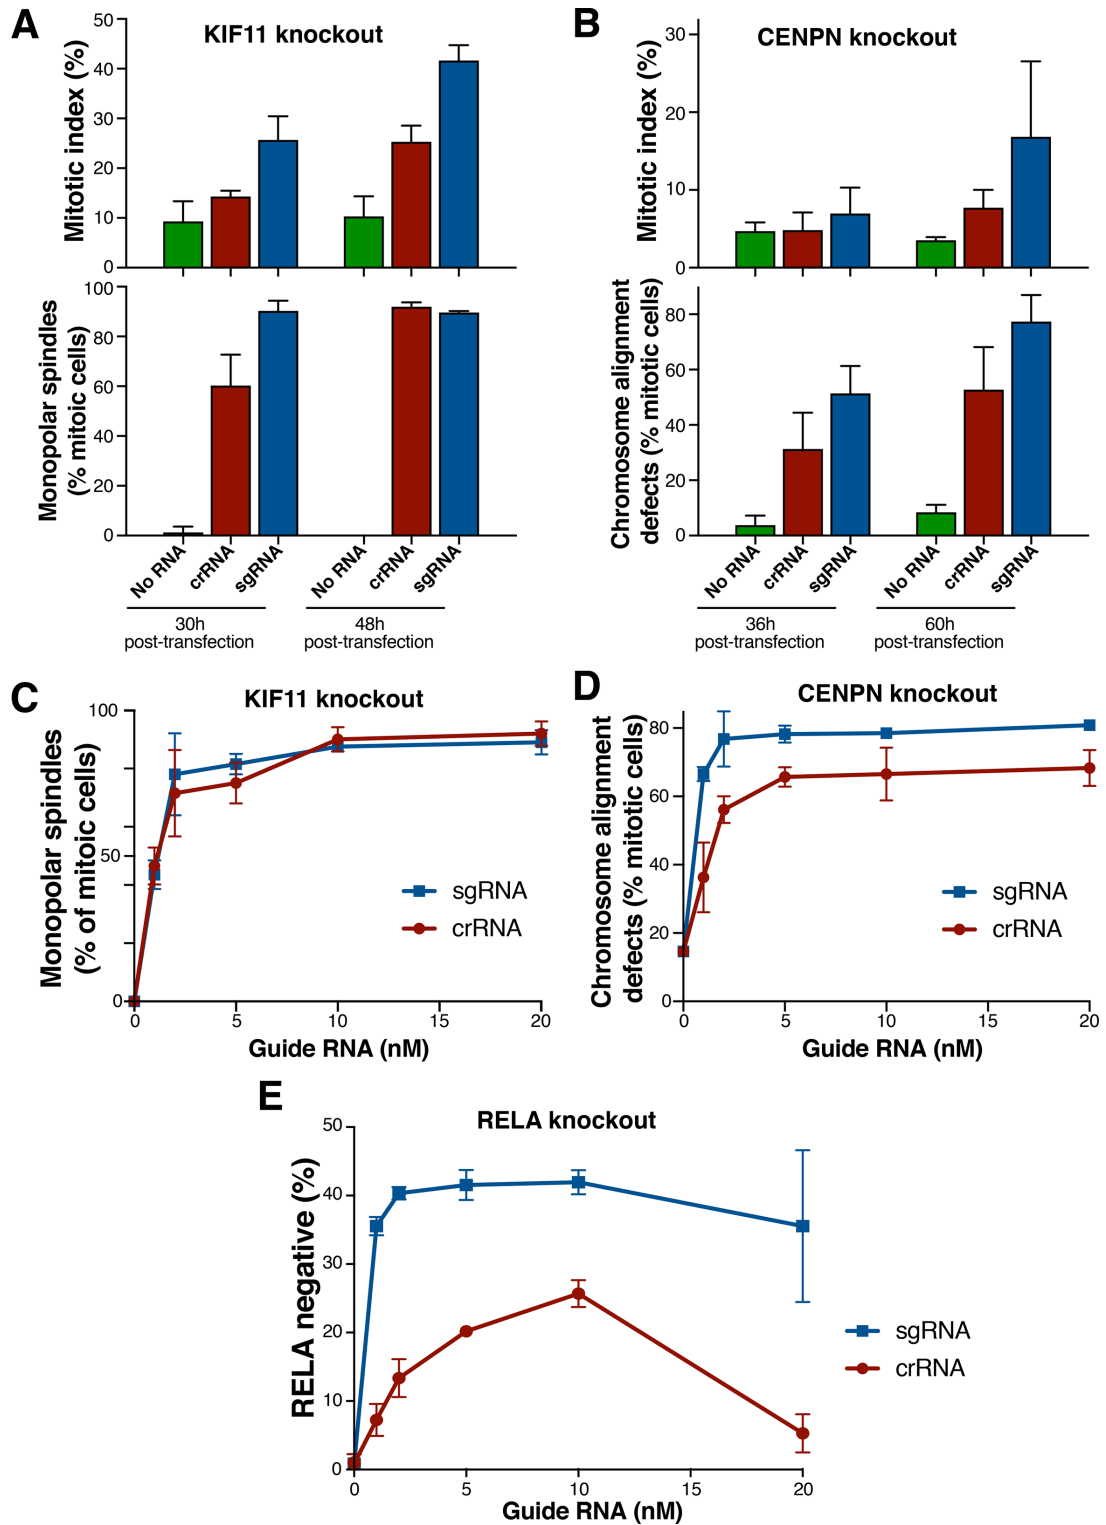 A
KIF11 knockout
Mitotic index (%)
50
40
30
20
10
0
Monopolar spindles
(% mitoic cells)
100
80
60
40
20
0
No RNA
crRNA
sgRNA
No RNA
crRNA
sgRNA
30h
post-transfection
48h
post-transfection
B
CENPN knockout
Mitotic index (%)
30
20
10
0
Chromosome alignment
defects (% mitotic cells)
80
60
40
20
0
No RNA
crRNA
sgRNA
No RNA
crRNA
sgRNA
36h
post-transfection
60h
post-transfection
C
KIF11 knockout
Monopolar spindles
(% of mitoic cells)
100
50
0
sgRNA
crRNA
0 5 10 15 20
Guide RNA (nM)
D
CENPN knockout
Chromosome alignment
defects (% mitotic cells)
80
60
40
20
0
sgRNA
crRNA
0 5 10 15 20
Guide RNA (nM)
E
RELA knockout
RELA negative (%)
50
40
30
20
10
0
sgRNA
crRNA
0 5 10 15 20
Guide RNA (nM)